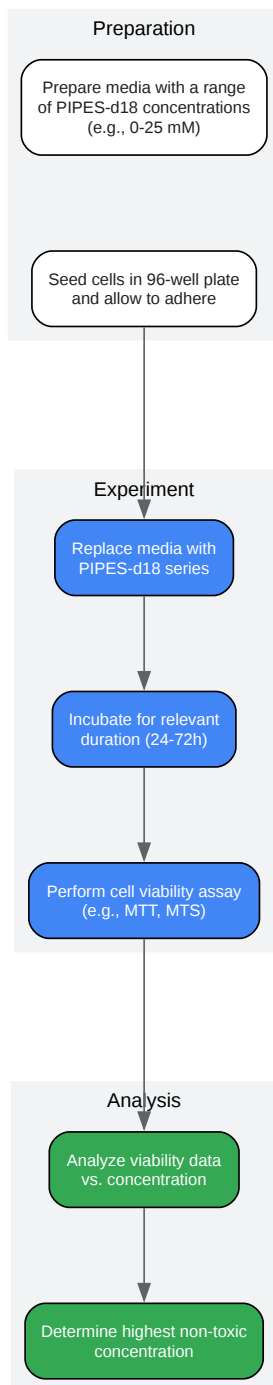 Preparation
Prepare media with a range
of PIPES-d18 concentrations
(e.g., 0-25 mM)
Seed cells in 96-well plate
and allow to adhere
Experiment
Replace media with
PIPES-d18 series
Incubate for relevant
duration (24-72h)
Perform cell viability assay
(e.g., MTT, MTS)
Analysis
Analyze viability data
vs. concentration
Determine highest non-toxic
concentration